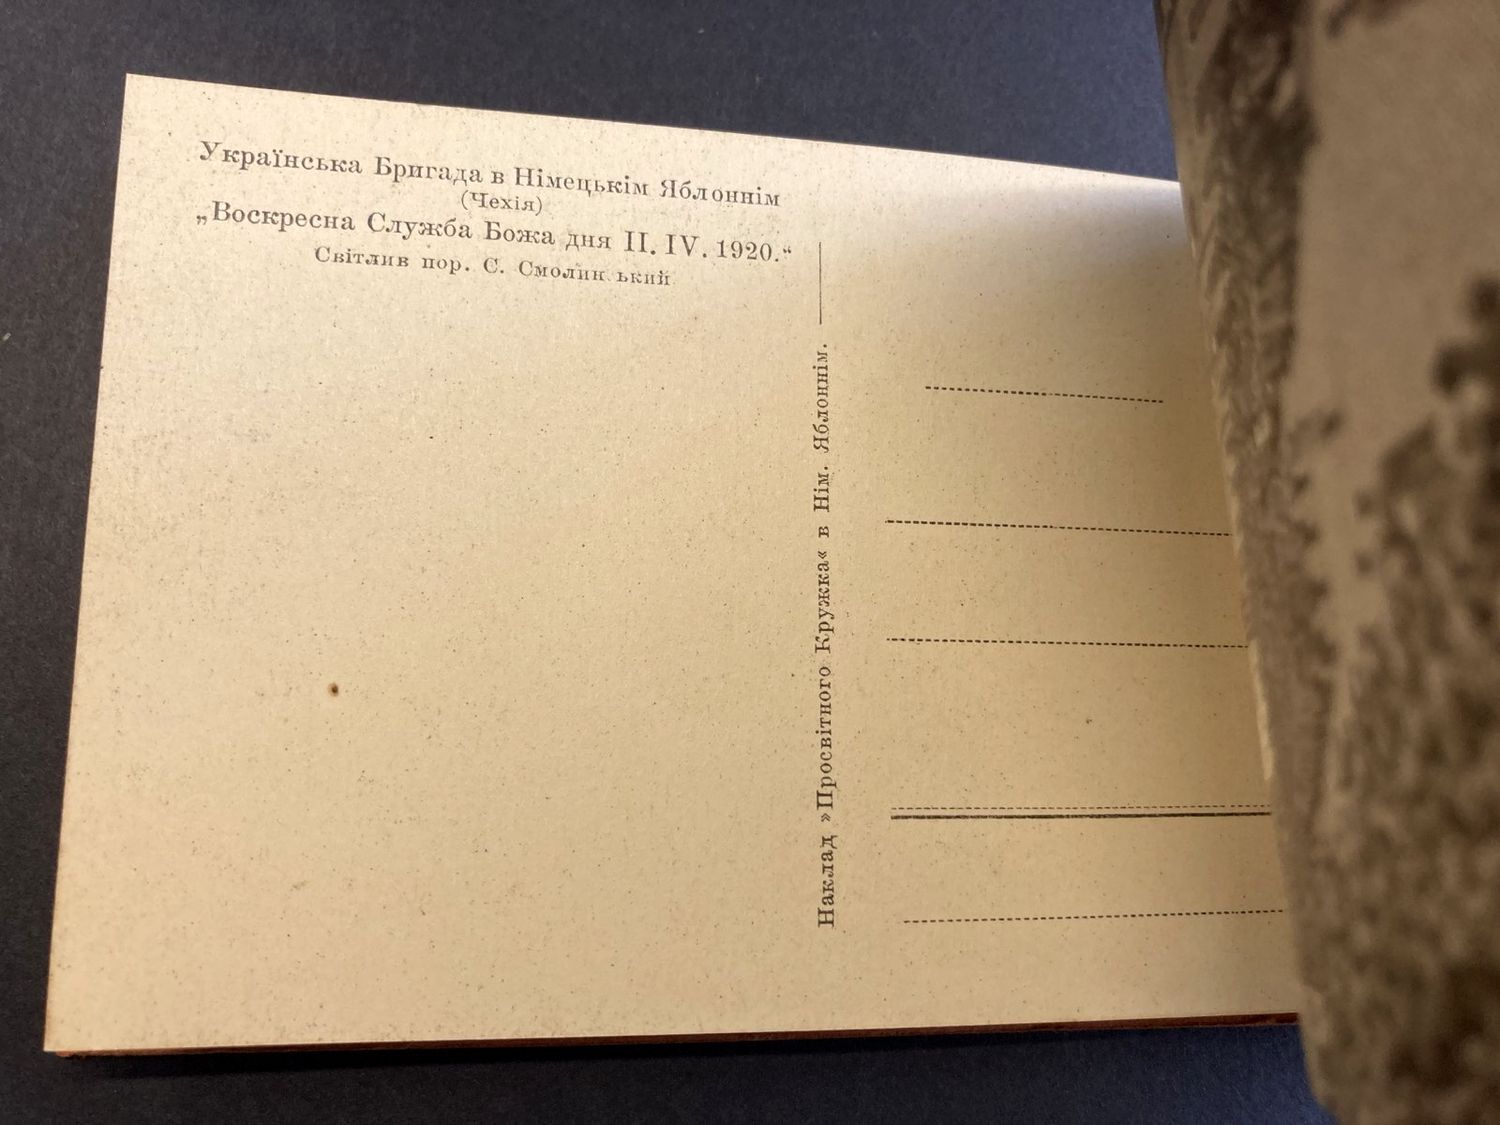 Українська Бригада в Німецькім Яблоннім
(Чехія)
„Воскресна Служба Божа дня II. IV. 1920.“
Світлив пор. С. Смолин ький
Наклад »Просвітного Кружка« в Нім. Яблоннім.